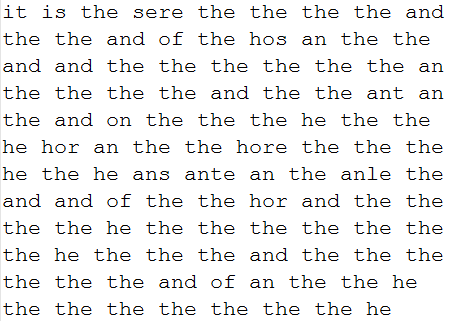 it is the sere the the the the and
the the and of the hos an the the
and and the the the the the the an
the the the the and the the ant an
the and on the the the he the the
he hor an the the hore the the the
he the he ans ante an the anle the
and and of the the hor and the the
the the he the the the the the the
the he the the the and the the the
the the the and of an the the he
the the the the the the the he